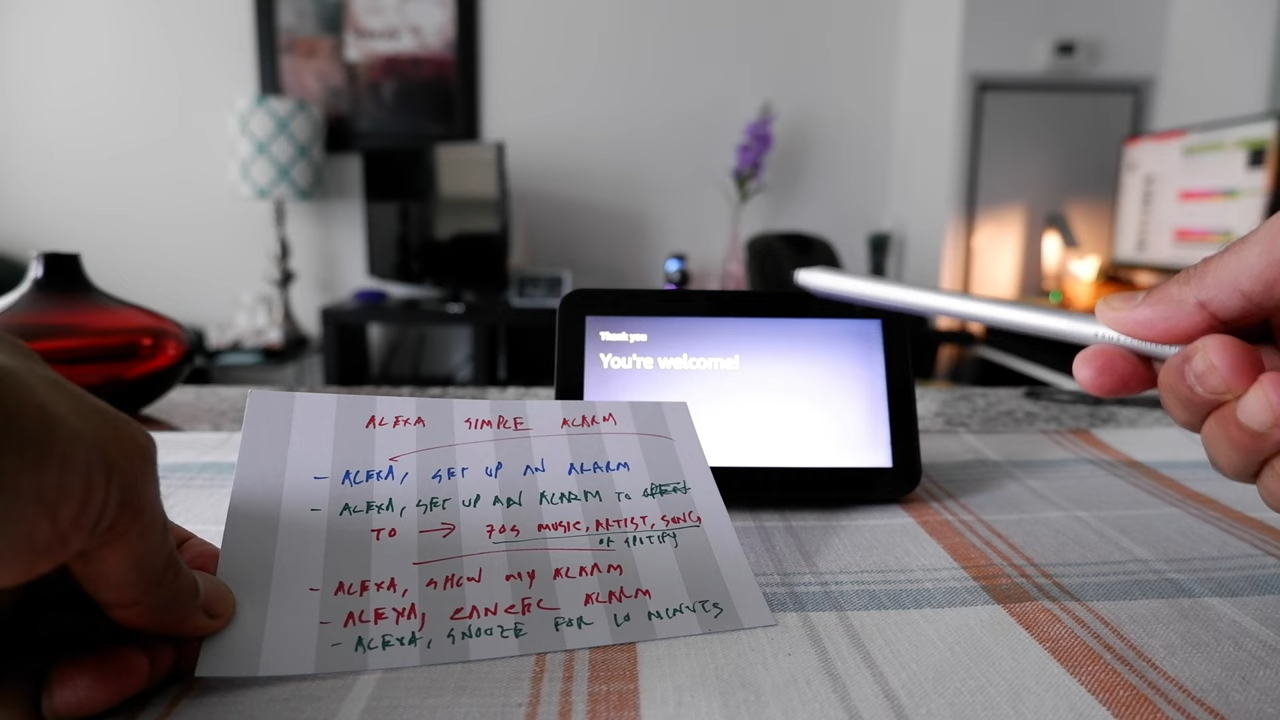 Thank you
You're welcome!
ALEXA SIMPLE ALARM
- ALEXA, SET UP AN ALARM
- ALEXA, SET UP AN ALARM TO
TO → 70s MUSIC, ARTIST, SONG
OF SPOTIFY
- ALEXA, SHOW MY ALARM
- ALEXA, CANCEL ALARM
- ALEXA, SNOOZE FOR 10 MINUTES